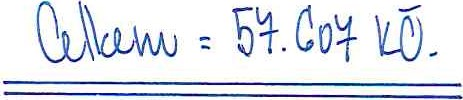 Celkem = 57.607 Kč.